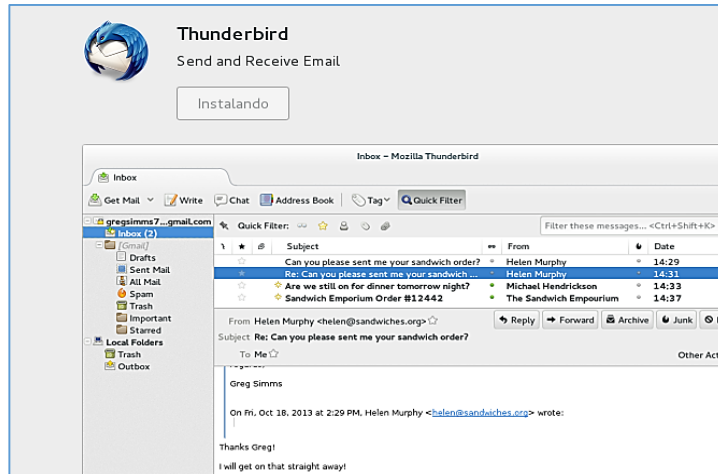 Thunderbird
Send and Receive Email
Instalando
Inbox – Mozilla Thunderbird
Inbox
Get Mail Write Chat Address Book Tag Quick Filter
gregsimms7...gmail.com Quick Filter: Filter these messages... <Ctrl+Shift+K>
Inbox (2)
[Gmail] Subject From Date
Drafts Can you please sent me your sandwich order? Helen Murphy 14:29
Sent Mail Re: Can you please sent me your sandwich ... Helen Murphy 14:31
All Mail Are we still on for dinner tomorrow night? Michael Hendrickson 14:33
Spam Sandwich Emporium Order #12442 The Sandwich Empourium 14:37
Trash
Important From Helen Murphy <helen@sandwiches.org> Reply Forward Archive Junk
Starred Subject Re: Can you please sent me your sandwich order?
Local Folders
Trash To Me Other Act
Outbox
Greg Simms
On Fri, Oct 18, 2013 at 2:29 PM, Helen Murphy <helen@sandwiches.org> wrote:
Thanks Greg!
I will get on that straight away!